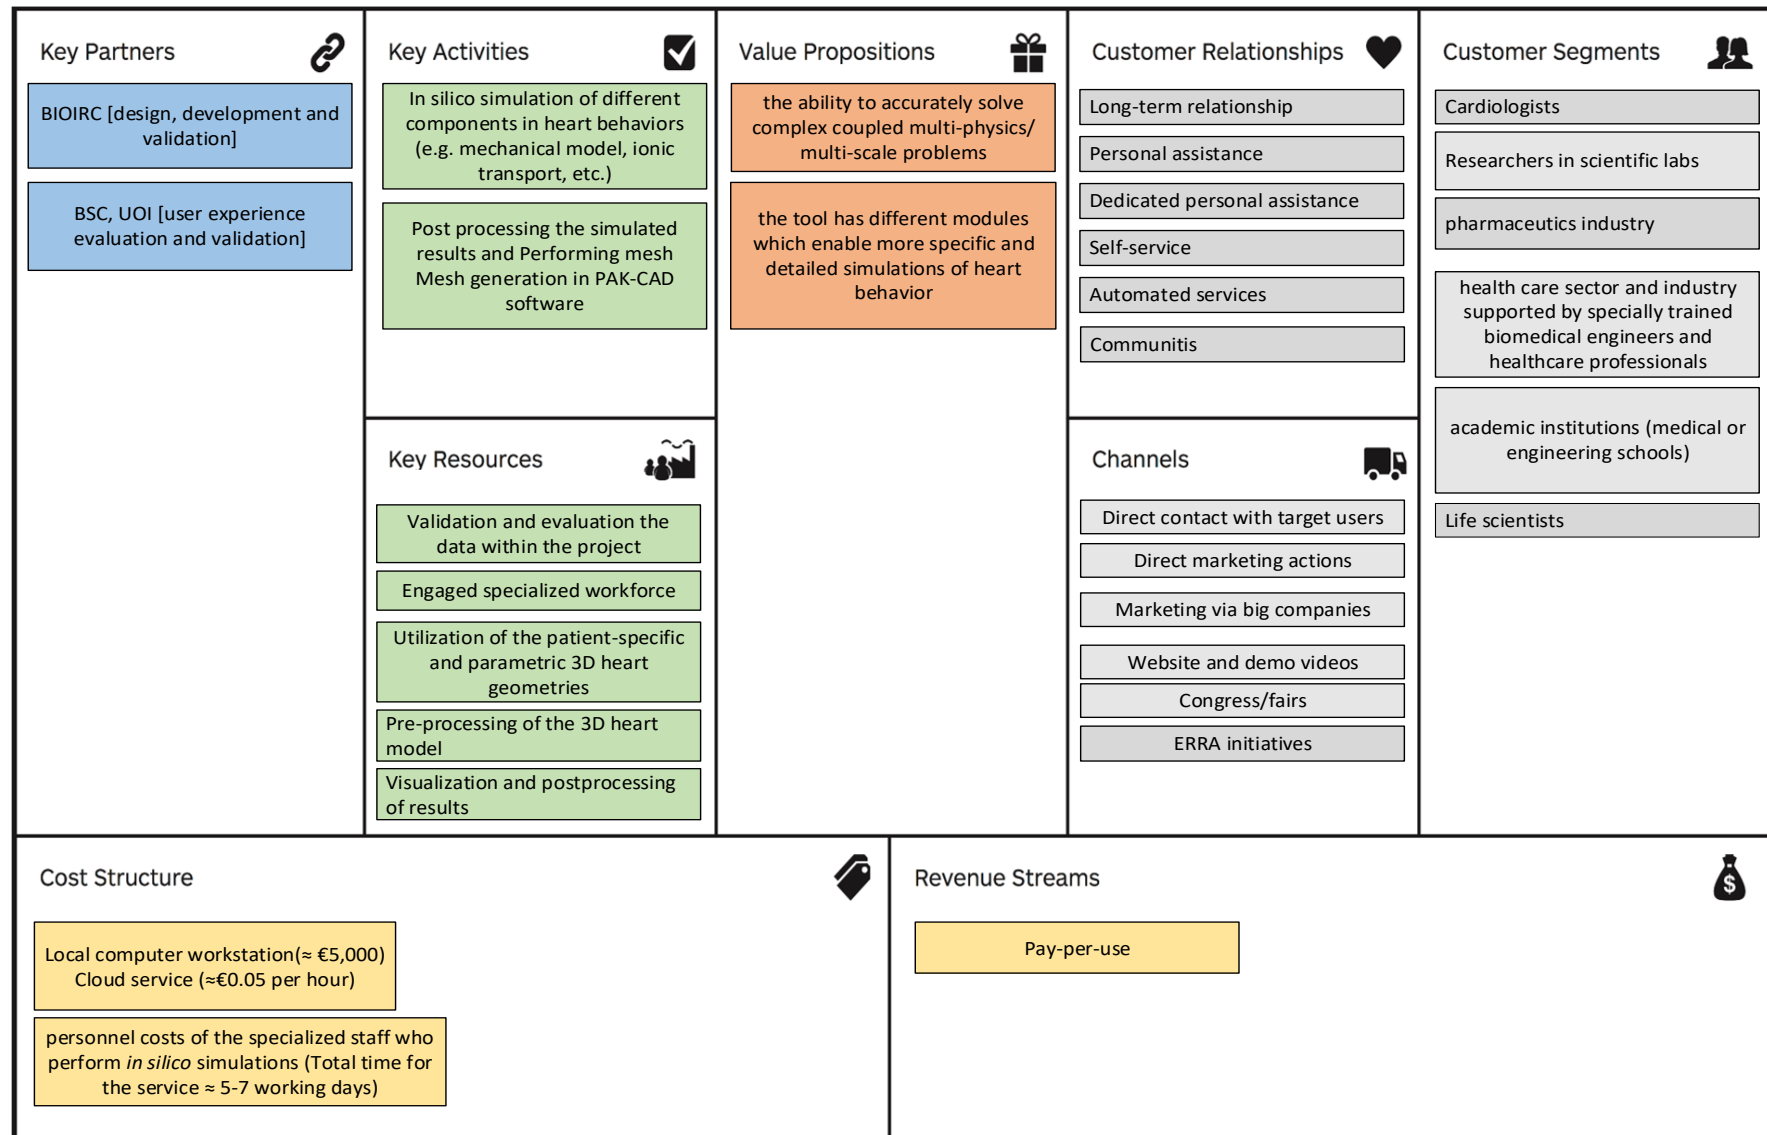 Key Partners
BIOIRC [design, development and
validation]
BSC, UOI [user experience
evaluation and validation]
Key Activities
In silico simulation of different
components in heart behaviors
(e.g. mechanical model, ionic
transport, etc.)
Post processing the simulated
results and Performing mesh
Mesh generation in PAK-CAD
software
Key Resources
Validation and evaluation the
data within the project
Engaged specialized workforce
Utilization of the patient-specific
and parametric 3D heart
geometries
Pre-processing of the 3D heart
model
Visualization and postprocessing
of results
Value Propositions
the ability to accurately solve
complex coupled multi-physics/
multi-scale problems
the tool has different modules
which enable more specific and
detailed simulations of heart
behavior
Customer Relationships
Long-term relationship
Personal assistance
Dedicated personal assistance
Self-service
Automated services
Communitis
Channels
Direct contact with target users
Direct marketing actions
Marketing via big companies
Website and demo videos
Congress/fairs
ERRA initiatives
Customer Segments
Cardiologists
Researchers in scientific labs
pharmaceutics industry
health care sector and industry
supported by specially trained
biomedical engineers and
healthcare professionals
academic institutions (medical or
engineering schools)
Life scientists
Cost Structure
Local computer workstation(≈ €5,000)
Cloud service (≈€0.05 per hour)
personnel costs of the specialized staff who
perform in silico simulations (Total time for
the service ≈ 5-7 working days)
Revenue Streams
$
Pay-per-use